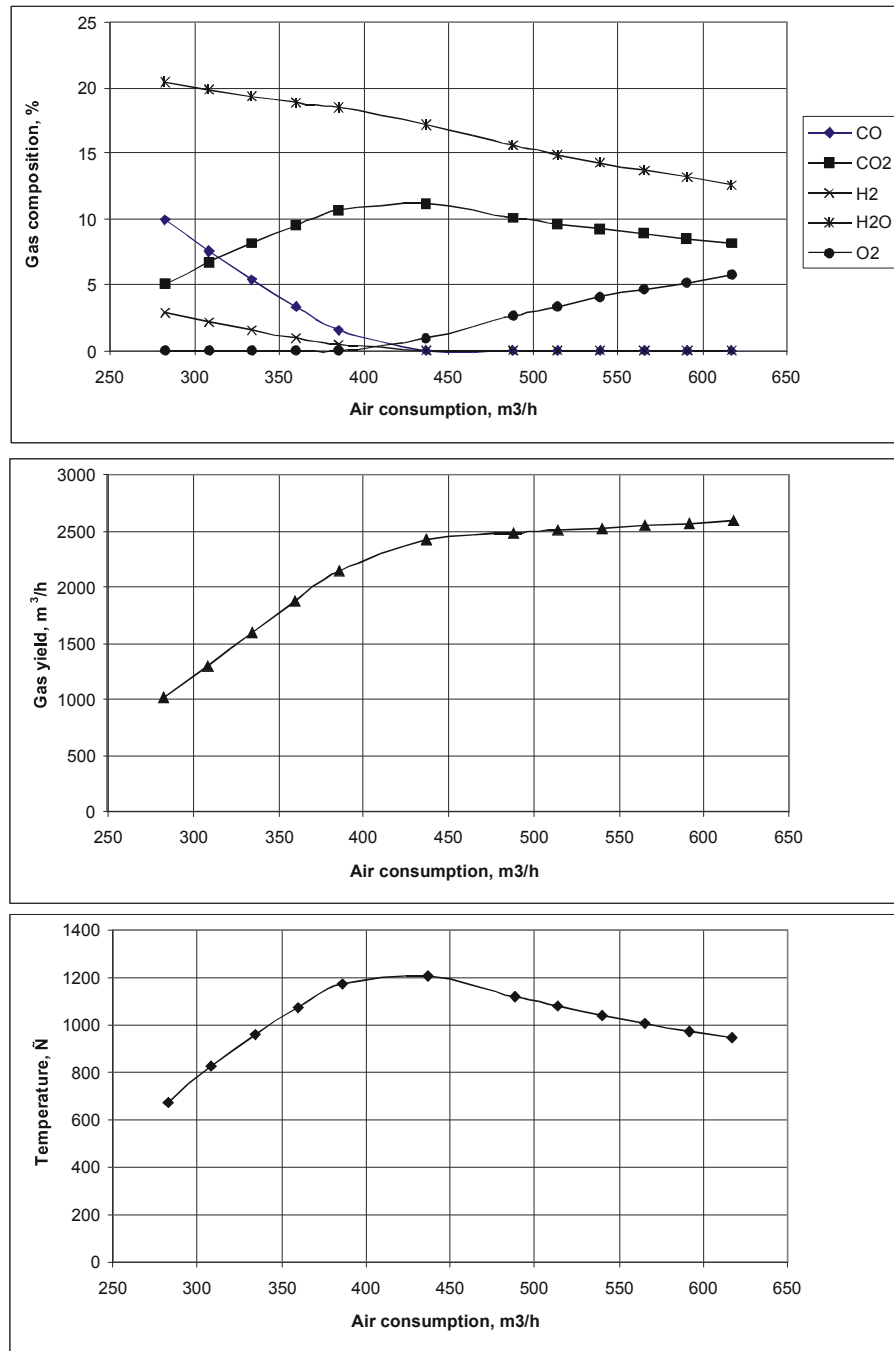 25
20
15
10
5
0
250 300 350 400 450 500 550 600 650
Gas composition, %
Air consumption, m3/h
CO
CO2
H2
H2O
O2
3000
2500
2000
1500
1000
500
0
250 300 350 400 450 500 550 600 650
Gas yield, m ³/h
Air consumption, m3/h
1400
1200
1000
800
600
400
200
0
250 300 350 400 450 500 550 600 650
Temperature, Ñ
Air consumption, m3/h